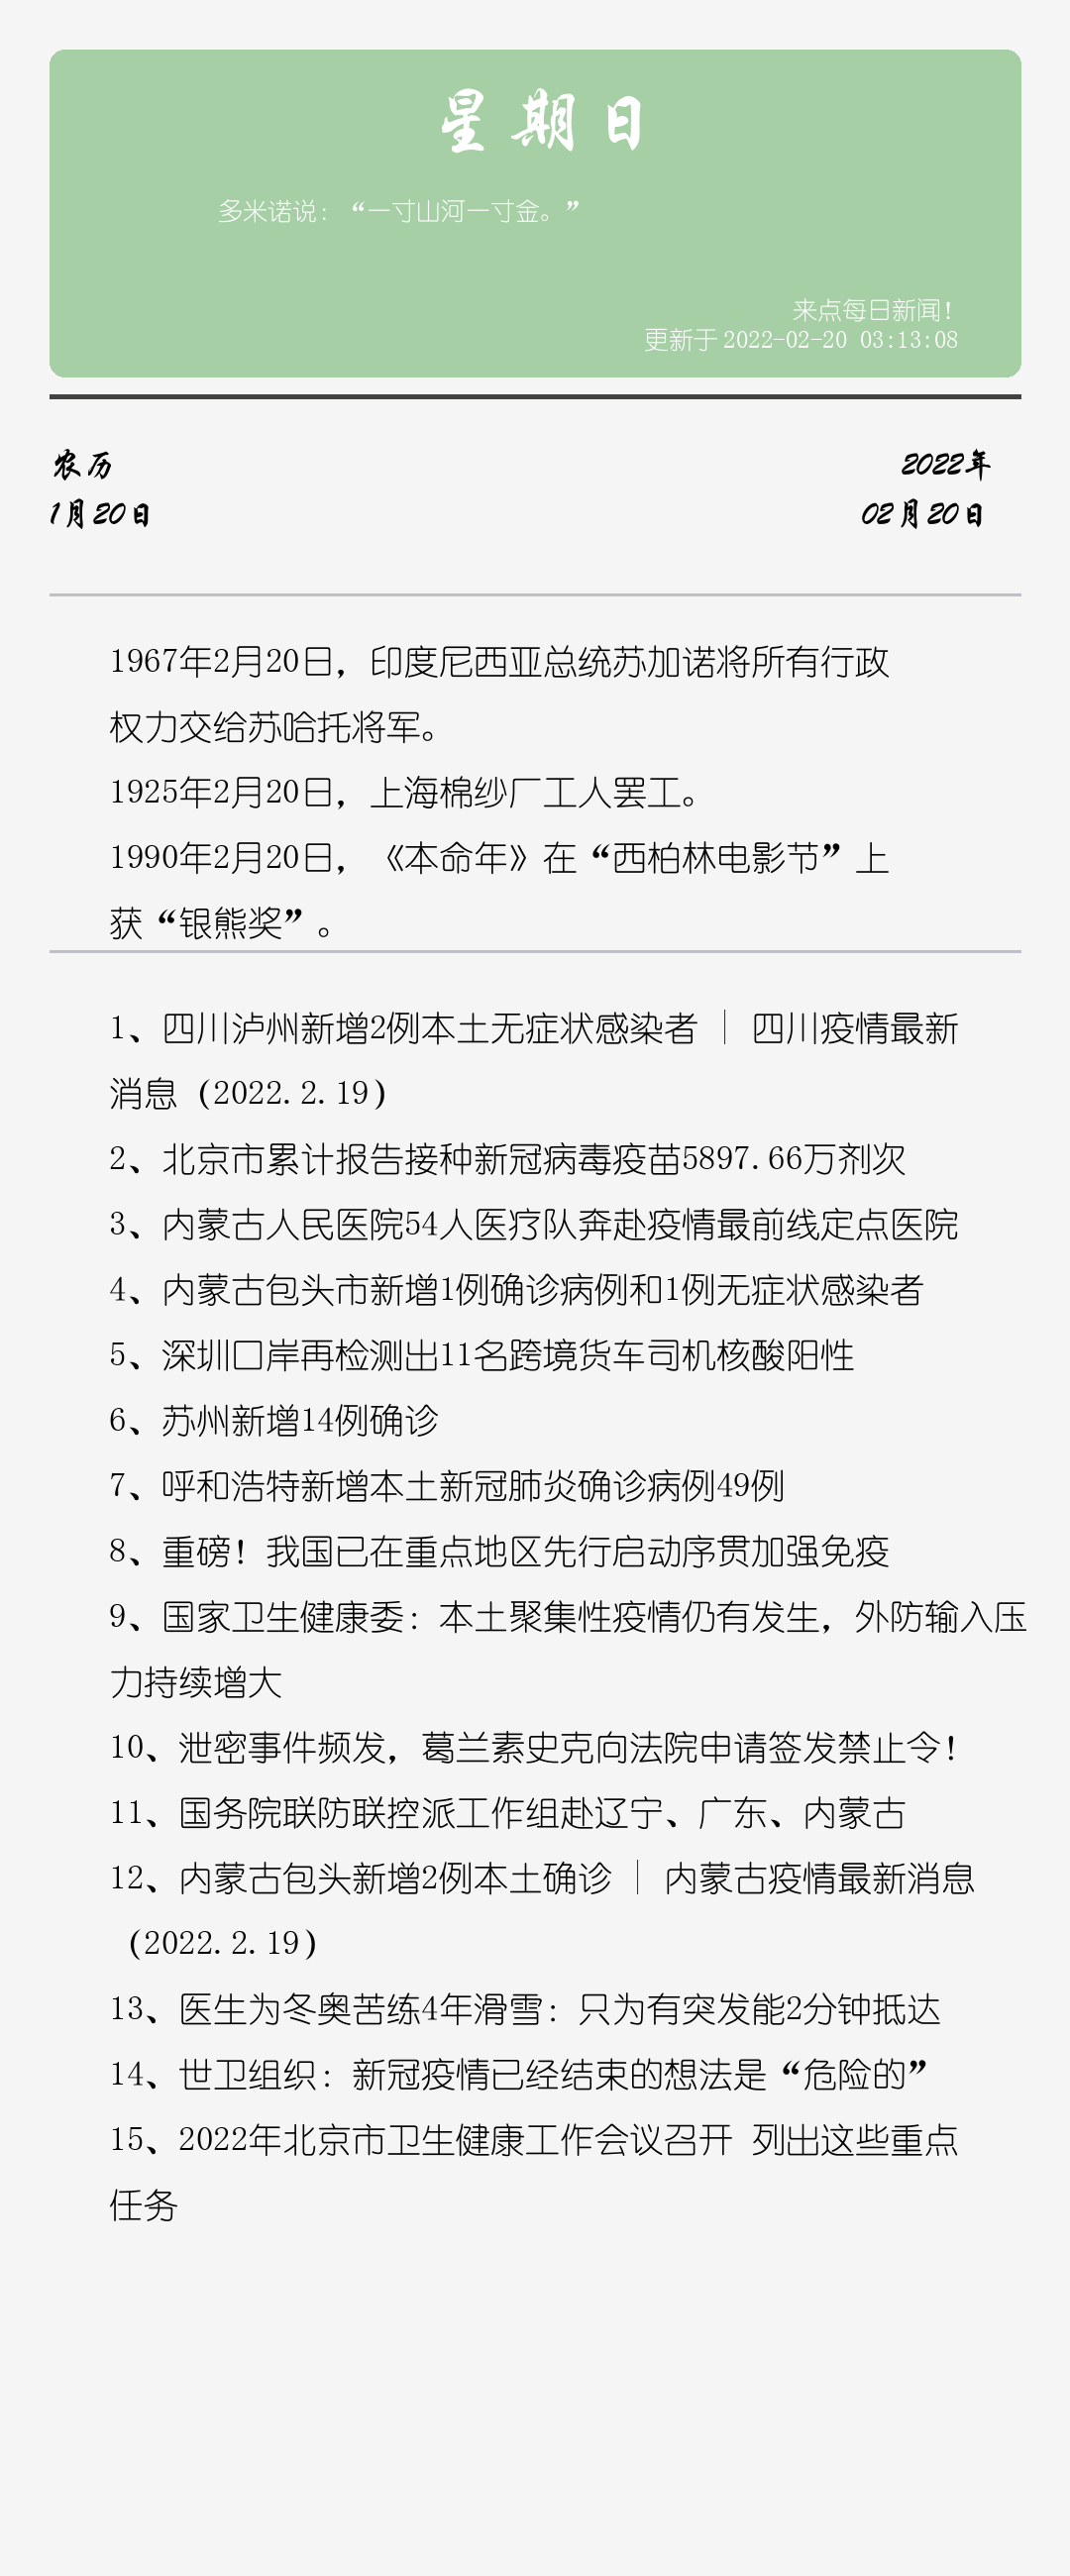 星期日
多米诺说：“一寸山河一寸金。”
来点每日新闻！
更新于 2022-02-20 03:13:08
农历
2022年
1月20日
02月20日
1967年2月20日，印度尼西亚总统苏加诺将所有行政
权力交给苏哈托将军。
1925年2月20日，上海棉纱厂工人罢工。
1990年2月20日，《本命年》在“西柏林电影节”上
获“银熊奖”。
1、四川泸州新增2例本土无症状感染者｜四川疫情最新
消息（2022.2.19）
2、北京市累计报告接种新冠病毒疫苗5897.66万剂次
3、内蒙古人民医院54人医疗队奔赴疫情最前线定点医院
4、内蒙古包头市新增1例确诊病例和1例无症状感染者
5、深圳口岸再检测出11名跨境货车司机核酸阳性
6、苏州新增14例确诊
7、呼和浩特新增本土新冠肺炎确诊病例49例
8、重磅！我国已在重点地区先行启动序贯加强免疫
9、国家卫生健康委：本土聚集性疫情仍有发生，外防输入压
力持续增大
10、泄密事件频发，葛兰素史克向法院申请签发禁止令！
11、国务院联防联控派工作组赴辽宁、广东、内蒙古
12、内蒙古包头新增2例本土确诊｜内蒙古疫情最新消息
（2022.2.19）
13、医生为冬奥苦练4年滑雪：只为有突发能2分钟抵达
14、世卫组织：新冠疫情已经结束的想法是“危险的”
15、2022年北京市卫生健康工作会议召开 列出这些重点
任务